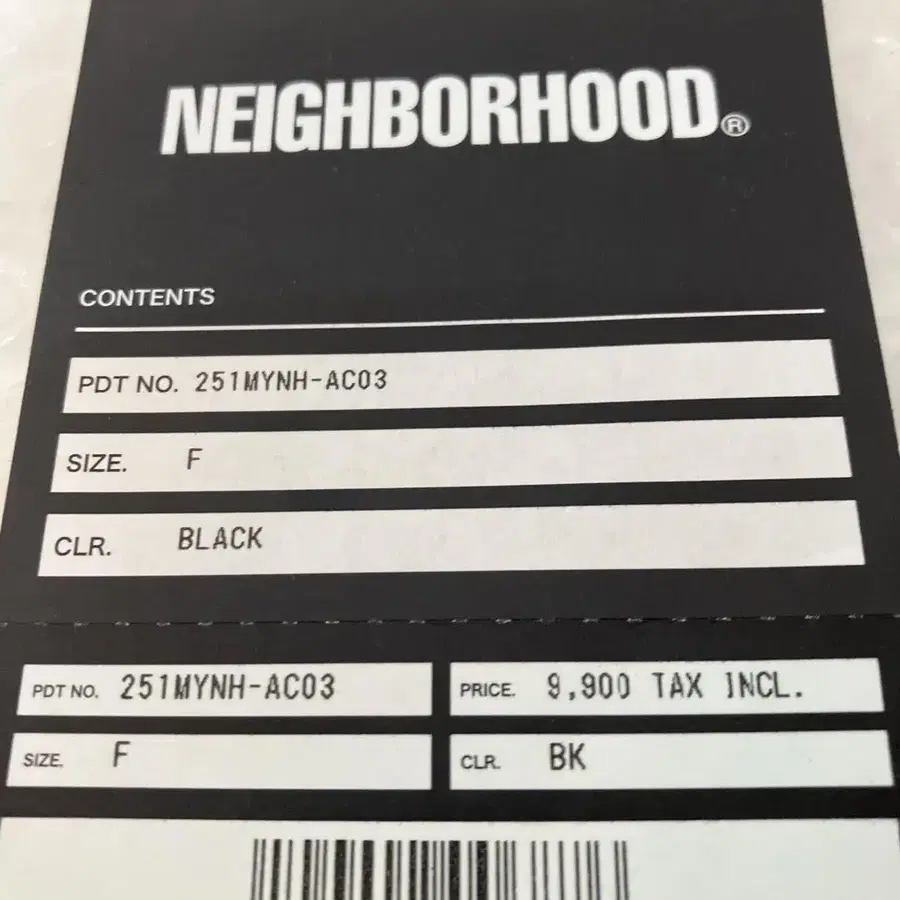 NEIGHBORHOOD®
CONTENTS
PDT NO. 251MYNH-AC03
SIZE. F
CLR. BLACK
PDT NO. 251MYNH-AC03
PRICE. 9,900 TAX INCL.
SIZE. F
CLR. BK